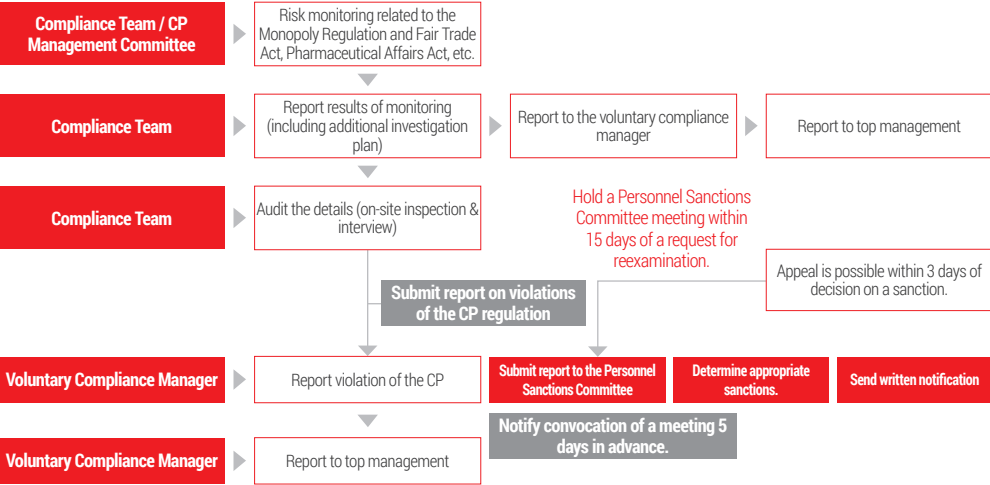 Compliance Team / CP
Management Committee
Risk monitoring related to the
Monopoly Regulation and Fair Trade
Act, Pharmaceutical Affairs Act, etc.
Compliance Team
Report results of monitoring
(including additional investigation
plan)
Report to the voluntary compliance
manager
Report to top management
Compliance Team
Audit the details (on-site inspection &
interview)
Hold a Personnel Sanctions
Committee meeting within
15 days of a request for
reexamination.
Appeal is possible within 3 days of
decision on a sanction.
Submit report on violations
of the CP regulation
Voluntary Compliance Manager
Report violation of the CP
Submit report to the Personnel
Sanctions Committee
Determine appropriate
sanctions.
Send written notification
Notify convocation of a meeting 5
days in advance.
Voluntary Compliance Manager
Report to top management